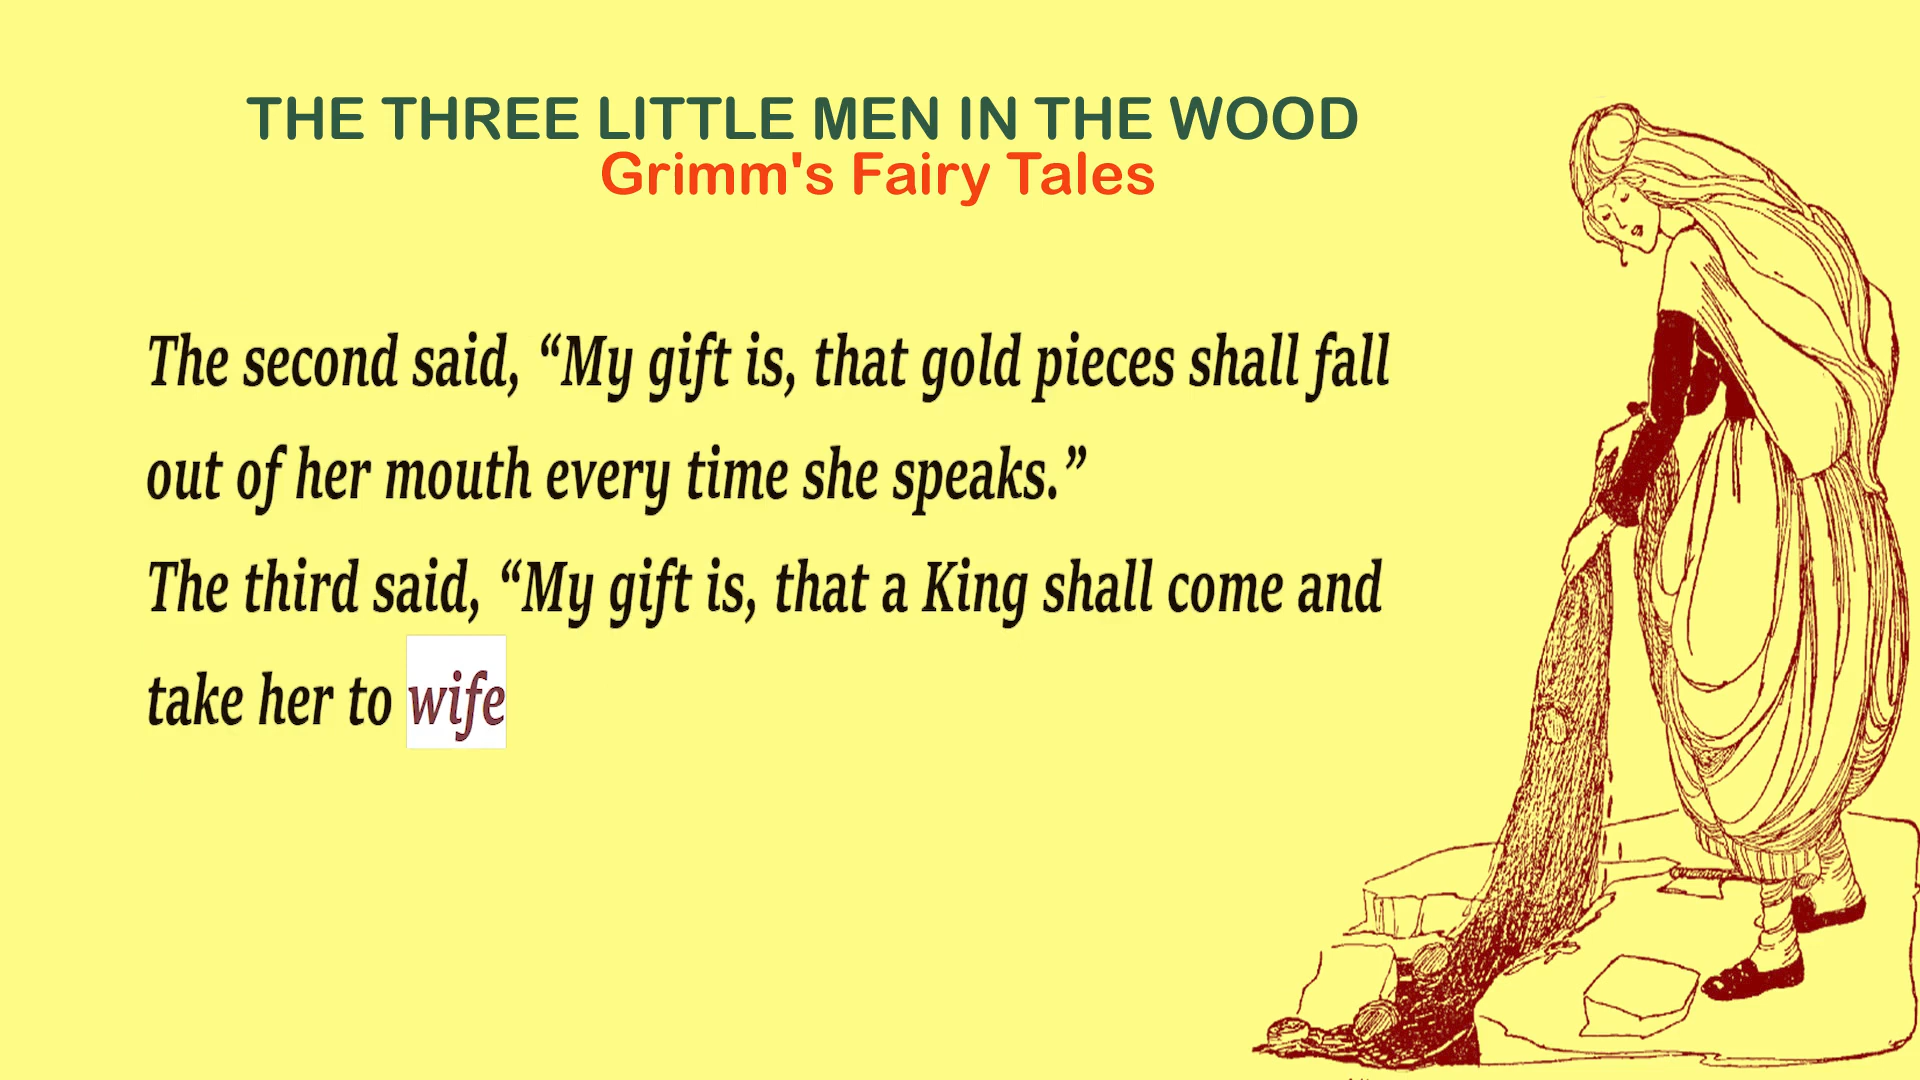 THE THREE LITTLE MEN IN THE WOOD
Grimm's Fairy Tales
The second said, “My gift is, that gold pieces shall fall
out of her mouth every time she speaks.”
The third said, “My gift is, that a King shall come and
take her to wife